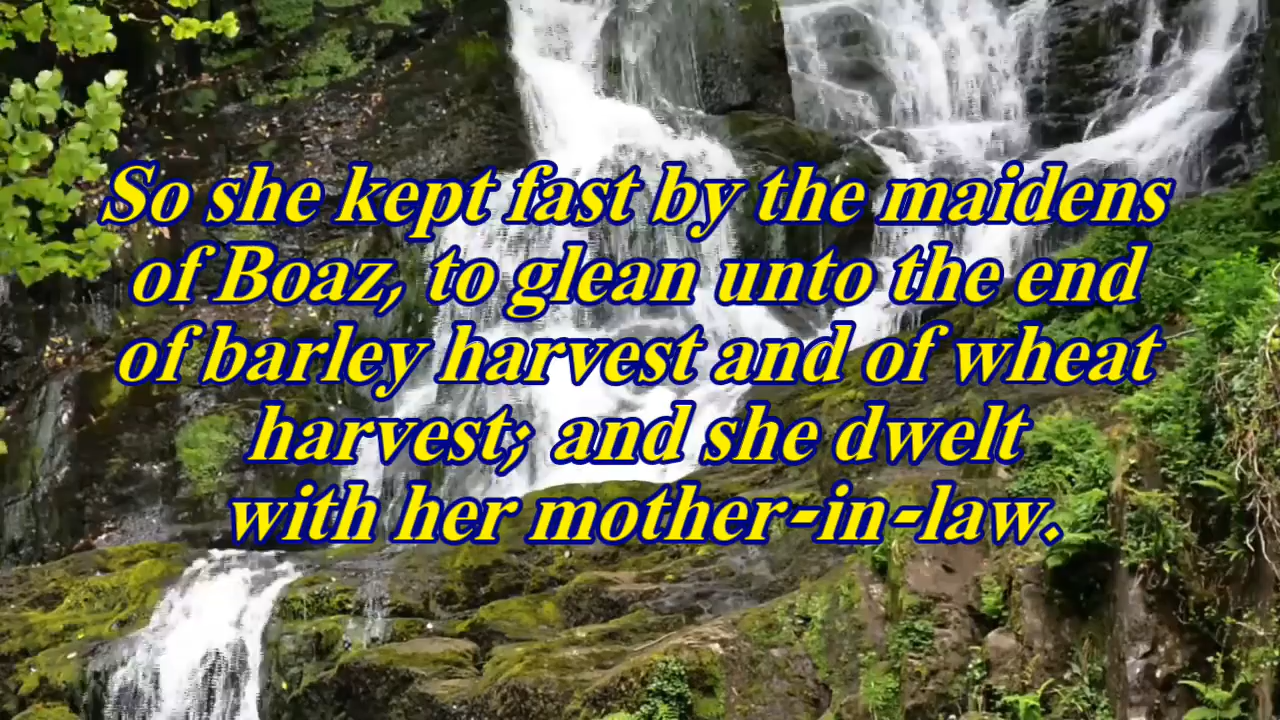 So she kept fast by the maidens
of Boaz, to glean unto the end
of barley harvest and of wheat
harvest; and she dwelt
with her mother-in-law.